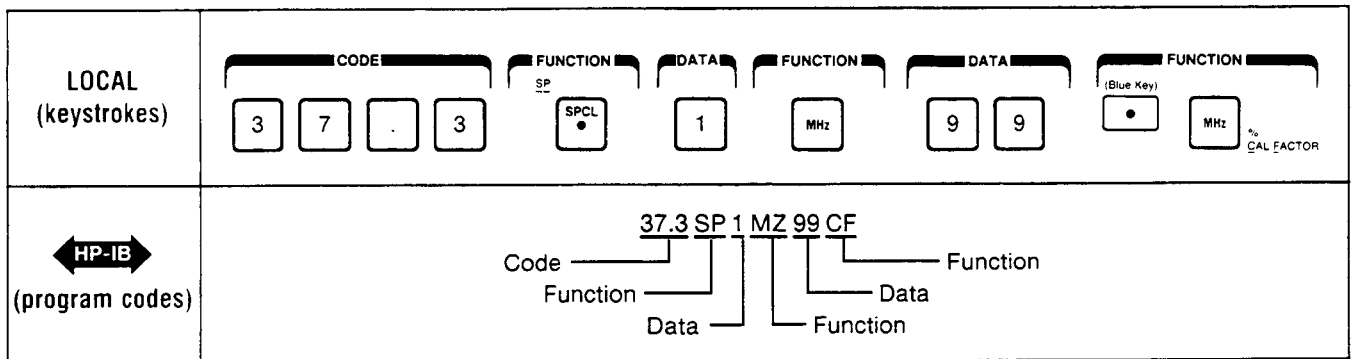 LOCAL
(keystrokes)
CODE FUNCTION DATA FUNCTION DATA FUNCTION
SP (Blue Key)
3 7 . 3 SPCL 1 MHz 9 9 MHz % CAL FACTOR
HP-IB
(program codes)
37.3 SP 1 MZ 99 CF
Code Function
Function Data
Data Function